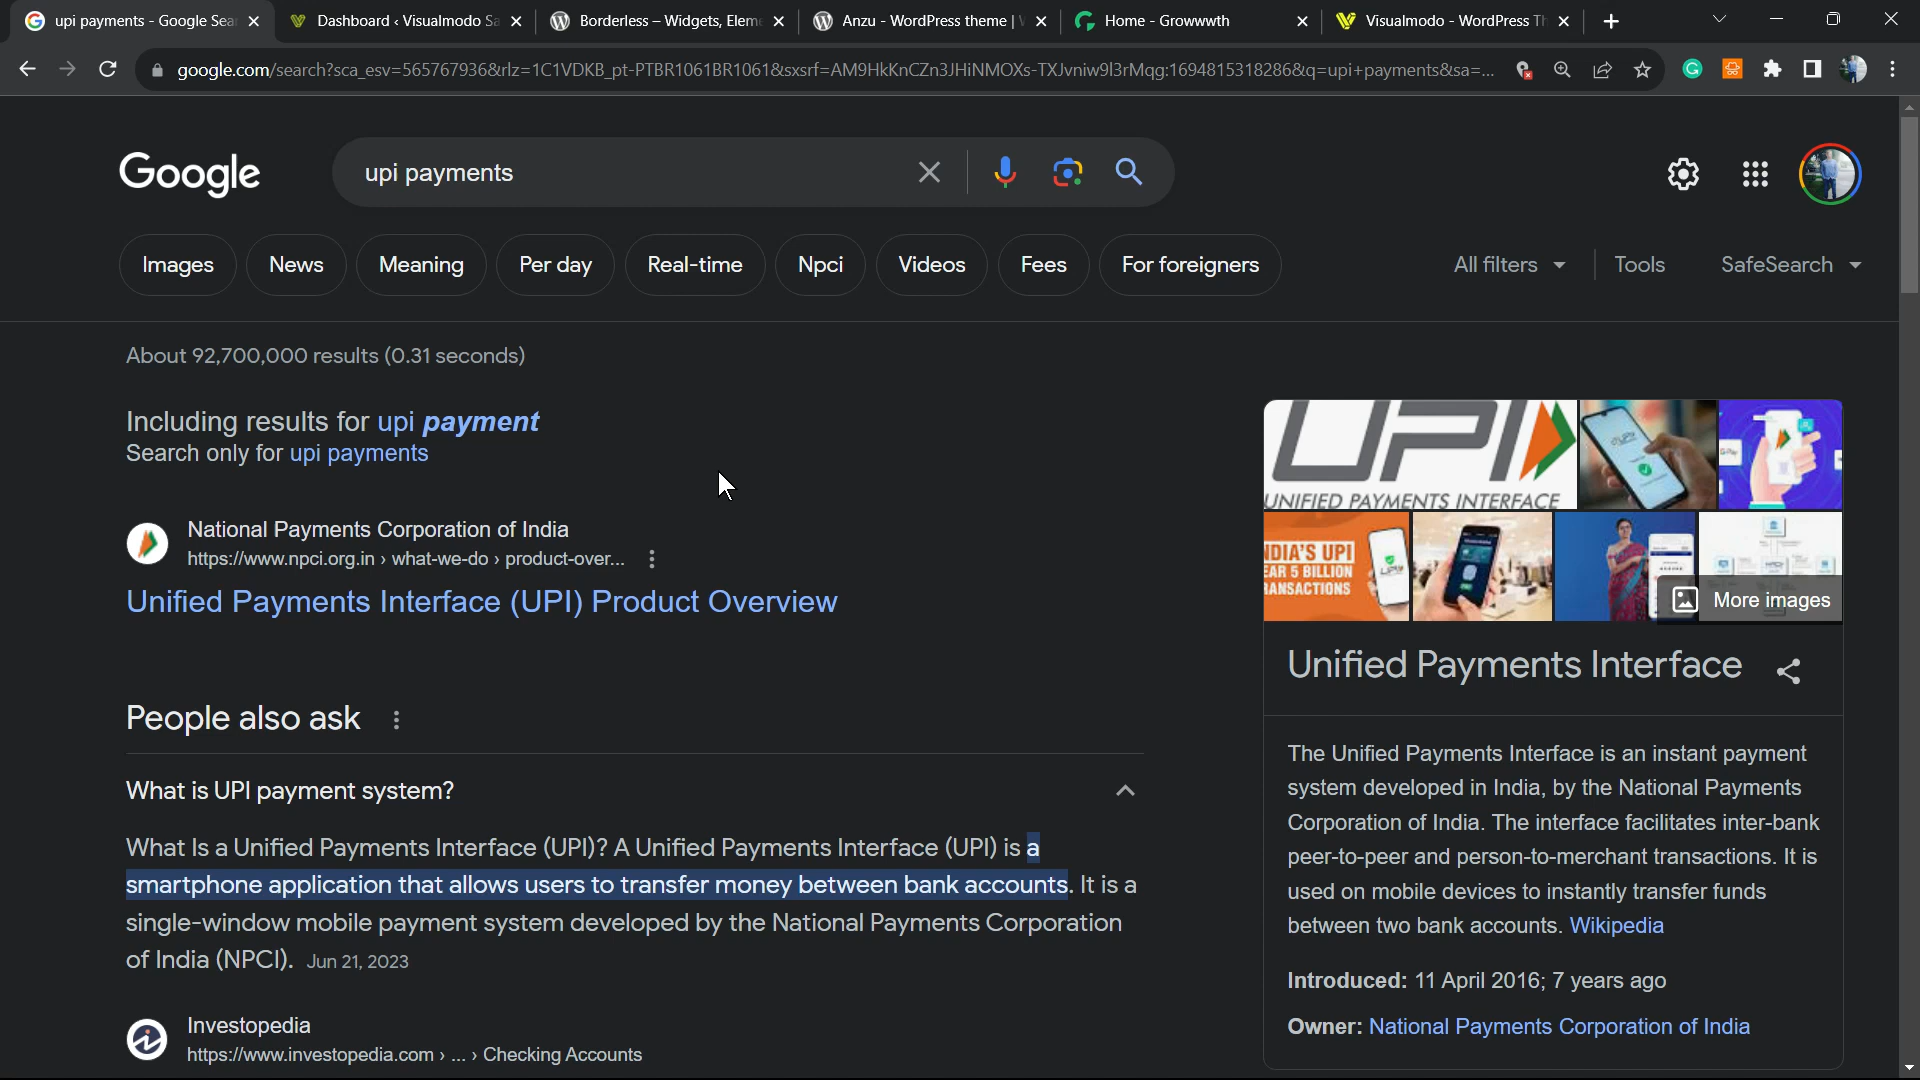 upi payments - Google Sea
Dashboard ‹ Visualmodo Sa
Borderless – Widgets, Eleme
Anzu - WordPress theme |
Home - Growwwth
Visualmodo - WordPress Th
google.com/search?sca_esv=565767936&rlz=1C1VDKB_pt-PTBR1061BR1061&sxsrf=AM9HkKnCZn3JHiNMOXs-TXJvniw9l3rMqg:1694815318286&q=upi+payments&sa=...
Google
upi payments
Images
News
Meaning
Per day
Real-time
Npci
Videos
Fees
For foreigners
All filters
Tools
SafeSearch
About 92,700,000 results (0.31 seconds)
Including results for upi payment
Search only for upi payments
National Payments Corporation of India
https://www.npci.org.in › what-we-do › product-over...
Unified Payments Interface (UPI) Product Overview
People also ask
What is UPI payment system?
What Is a Unified Payments Interface (UPI)? A Unified Payments Interface (UPI) is a
smartphone application that allows users to transfer money between bank accounts. It is a
single-window mobile payment system developed by the National Payments Corporation
of India (NPCI). Jun 21, 2023
Investopedia
https://www.investopedia.com › ... › Checking Accounts
UPI
UNIFIED PAYMENTS INTERFACE
UPI
G-Pay
NDIA'S UPI
EAR 5 BILLION
RANSACTIONS
UPI
More images
Unified Payments Interface
The Unified Payments Interface is an instant payment
system developed in India, by the National Payments
Corporation of India. The interface facilitates inter-bank
peer-to-peer and person-to-merchant transactions. It is
used on mobile devices to instantly transfer funds
between two bank accounts. Wikipedia
Introduced: 11 April 2016; 7 years ago
Owner: National Payments Corporation of India